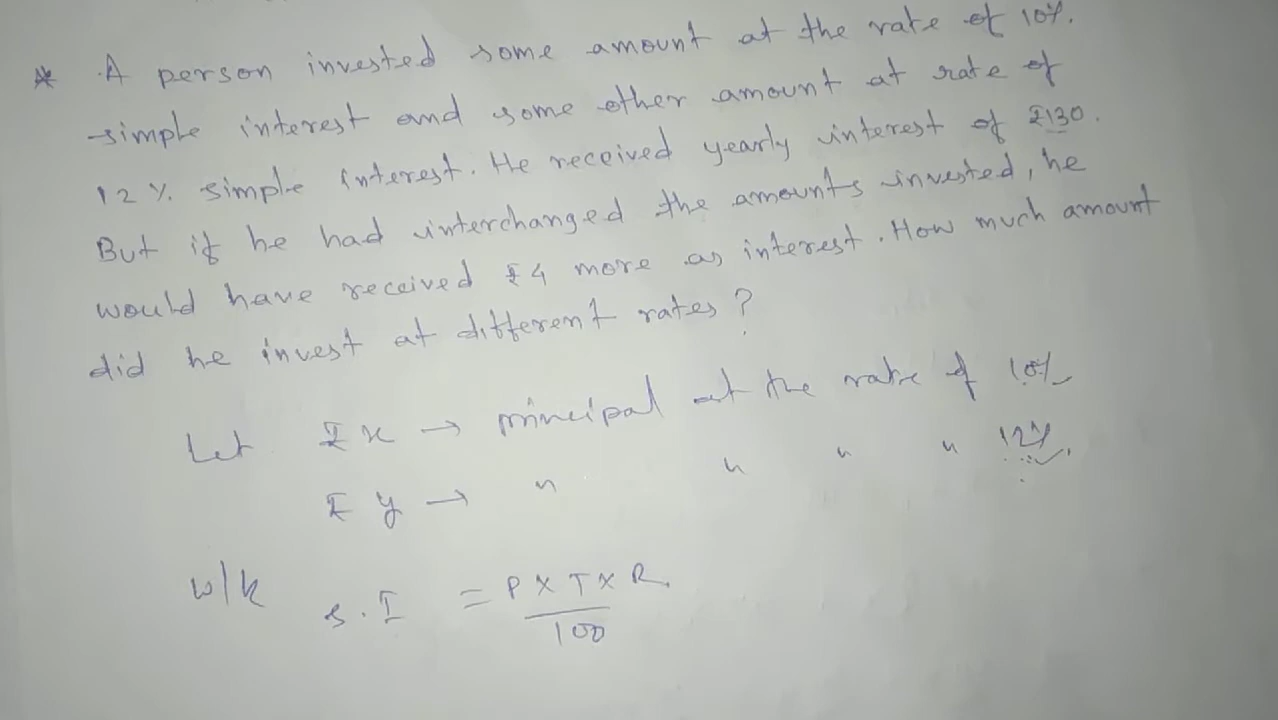 * A person invested some amount at the rate of 10%.
simple interest and some other amount at rate of
12 %. simple interest. He received yearly interest of ₹130.
But if he had interchanged the amounts invested, he
would have received ₹4 more as interest. How much amount
did he invest at different rates?
Let ₹ x → principal at the rate of 10%
₹ y → " " " " 12%.
w/k S.I = P X T X R
100